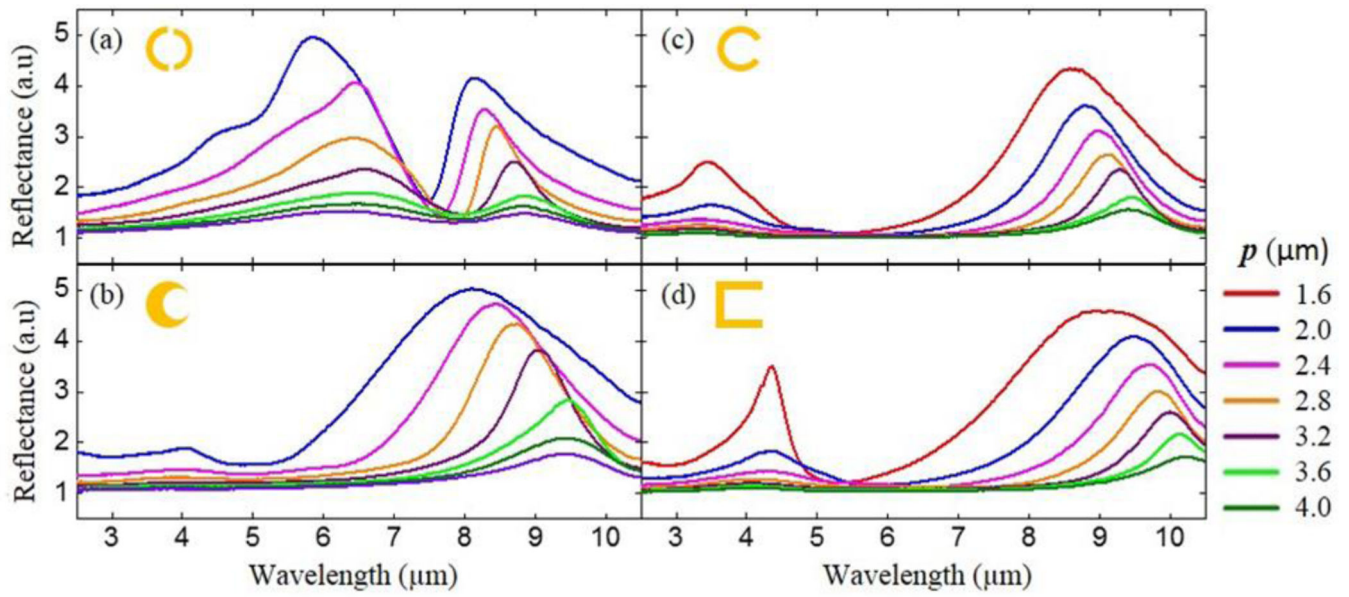 (a)
5
4
3
2
1
Reflectance (a.u)
(c)
(b)
5
4
3
2
1
Reflectance (a.u)
3 4 5 6 7 8 9 10
Wavelength (μm)
(d)
3 4 5 6 7 8 9 10
Wavelength (μm)
p (μm)
1.6
2.0
2.4
2.8
3.2
3.6
4.0